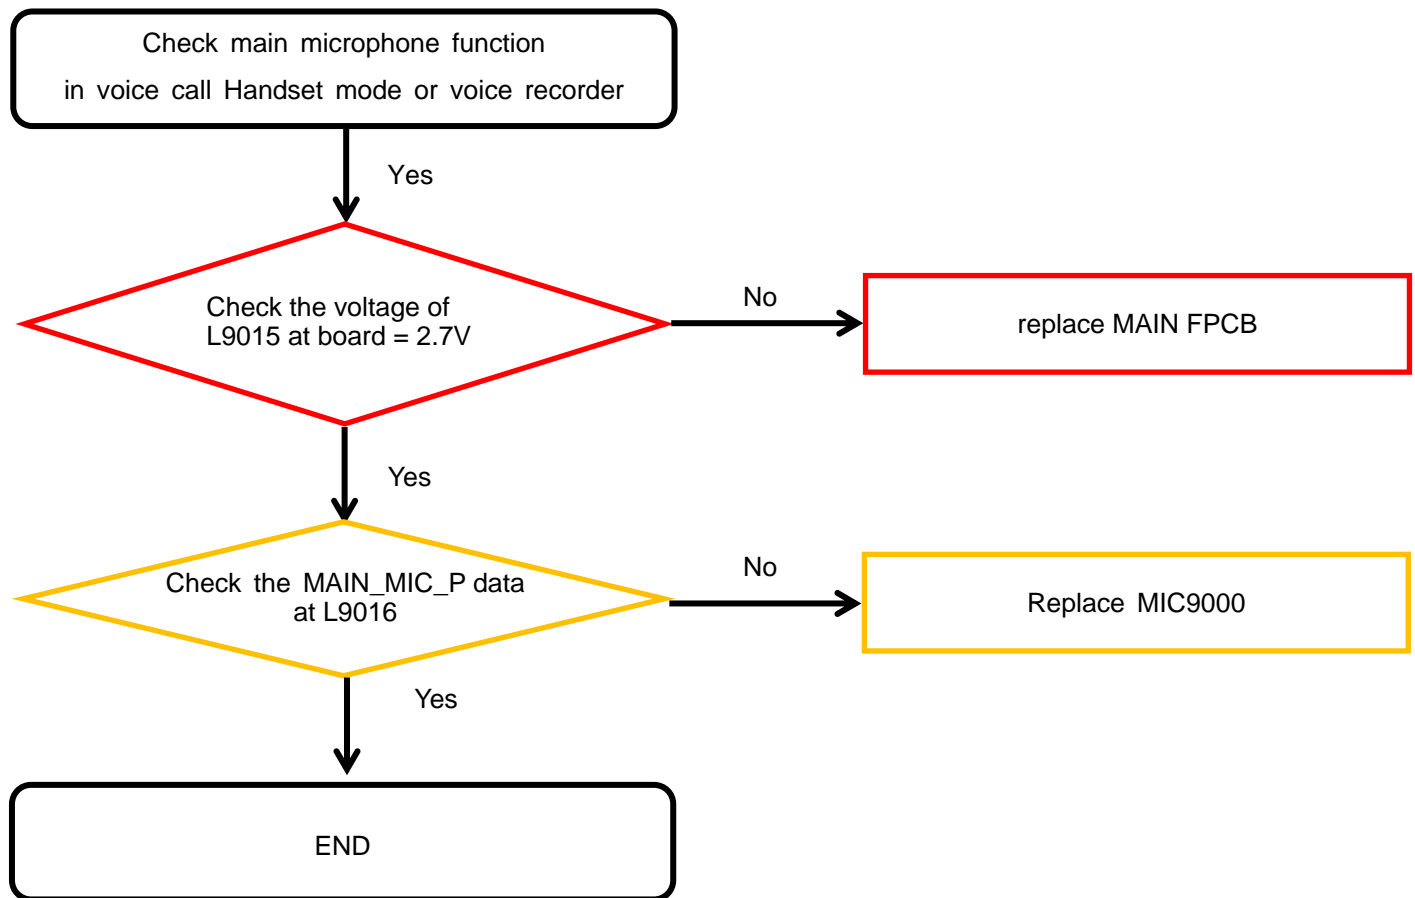 Check main microphone function
in voice call Handset mode or voice recorder
Yes
Check the voltage of
L9015 at board = 2.7V
No
replace MAIN FPCB
Yes
Check the MAIN_MIC_P data
at L9016
No
Replace MIC9000
Yes
END